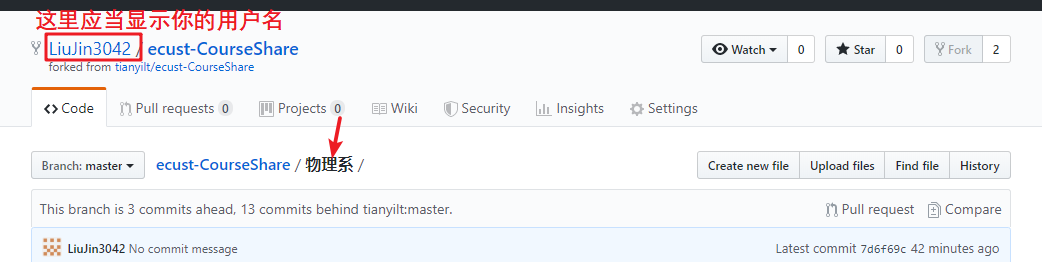 这里应当显示你的用户名
LiuJin3042 / ecust-CourseShare
Watch 0 Star 0 Fork 2
forked from tianyilt/ecust-CourseShare
Code Pull requests 0 Projects 0 Wiki Security Insights Settings
Branch: master ecust-CourseShare / 物理系 / Create new file Upload files Find file History
This branch is 3 commits ahead, 13 commits behind tianyilt:master. Pull request Compare
LiuJin3042 No commit message Latest commit 7d6f69c 42 minutes ago